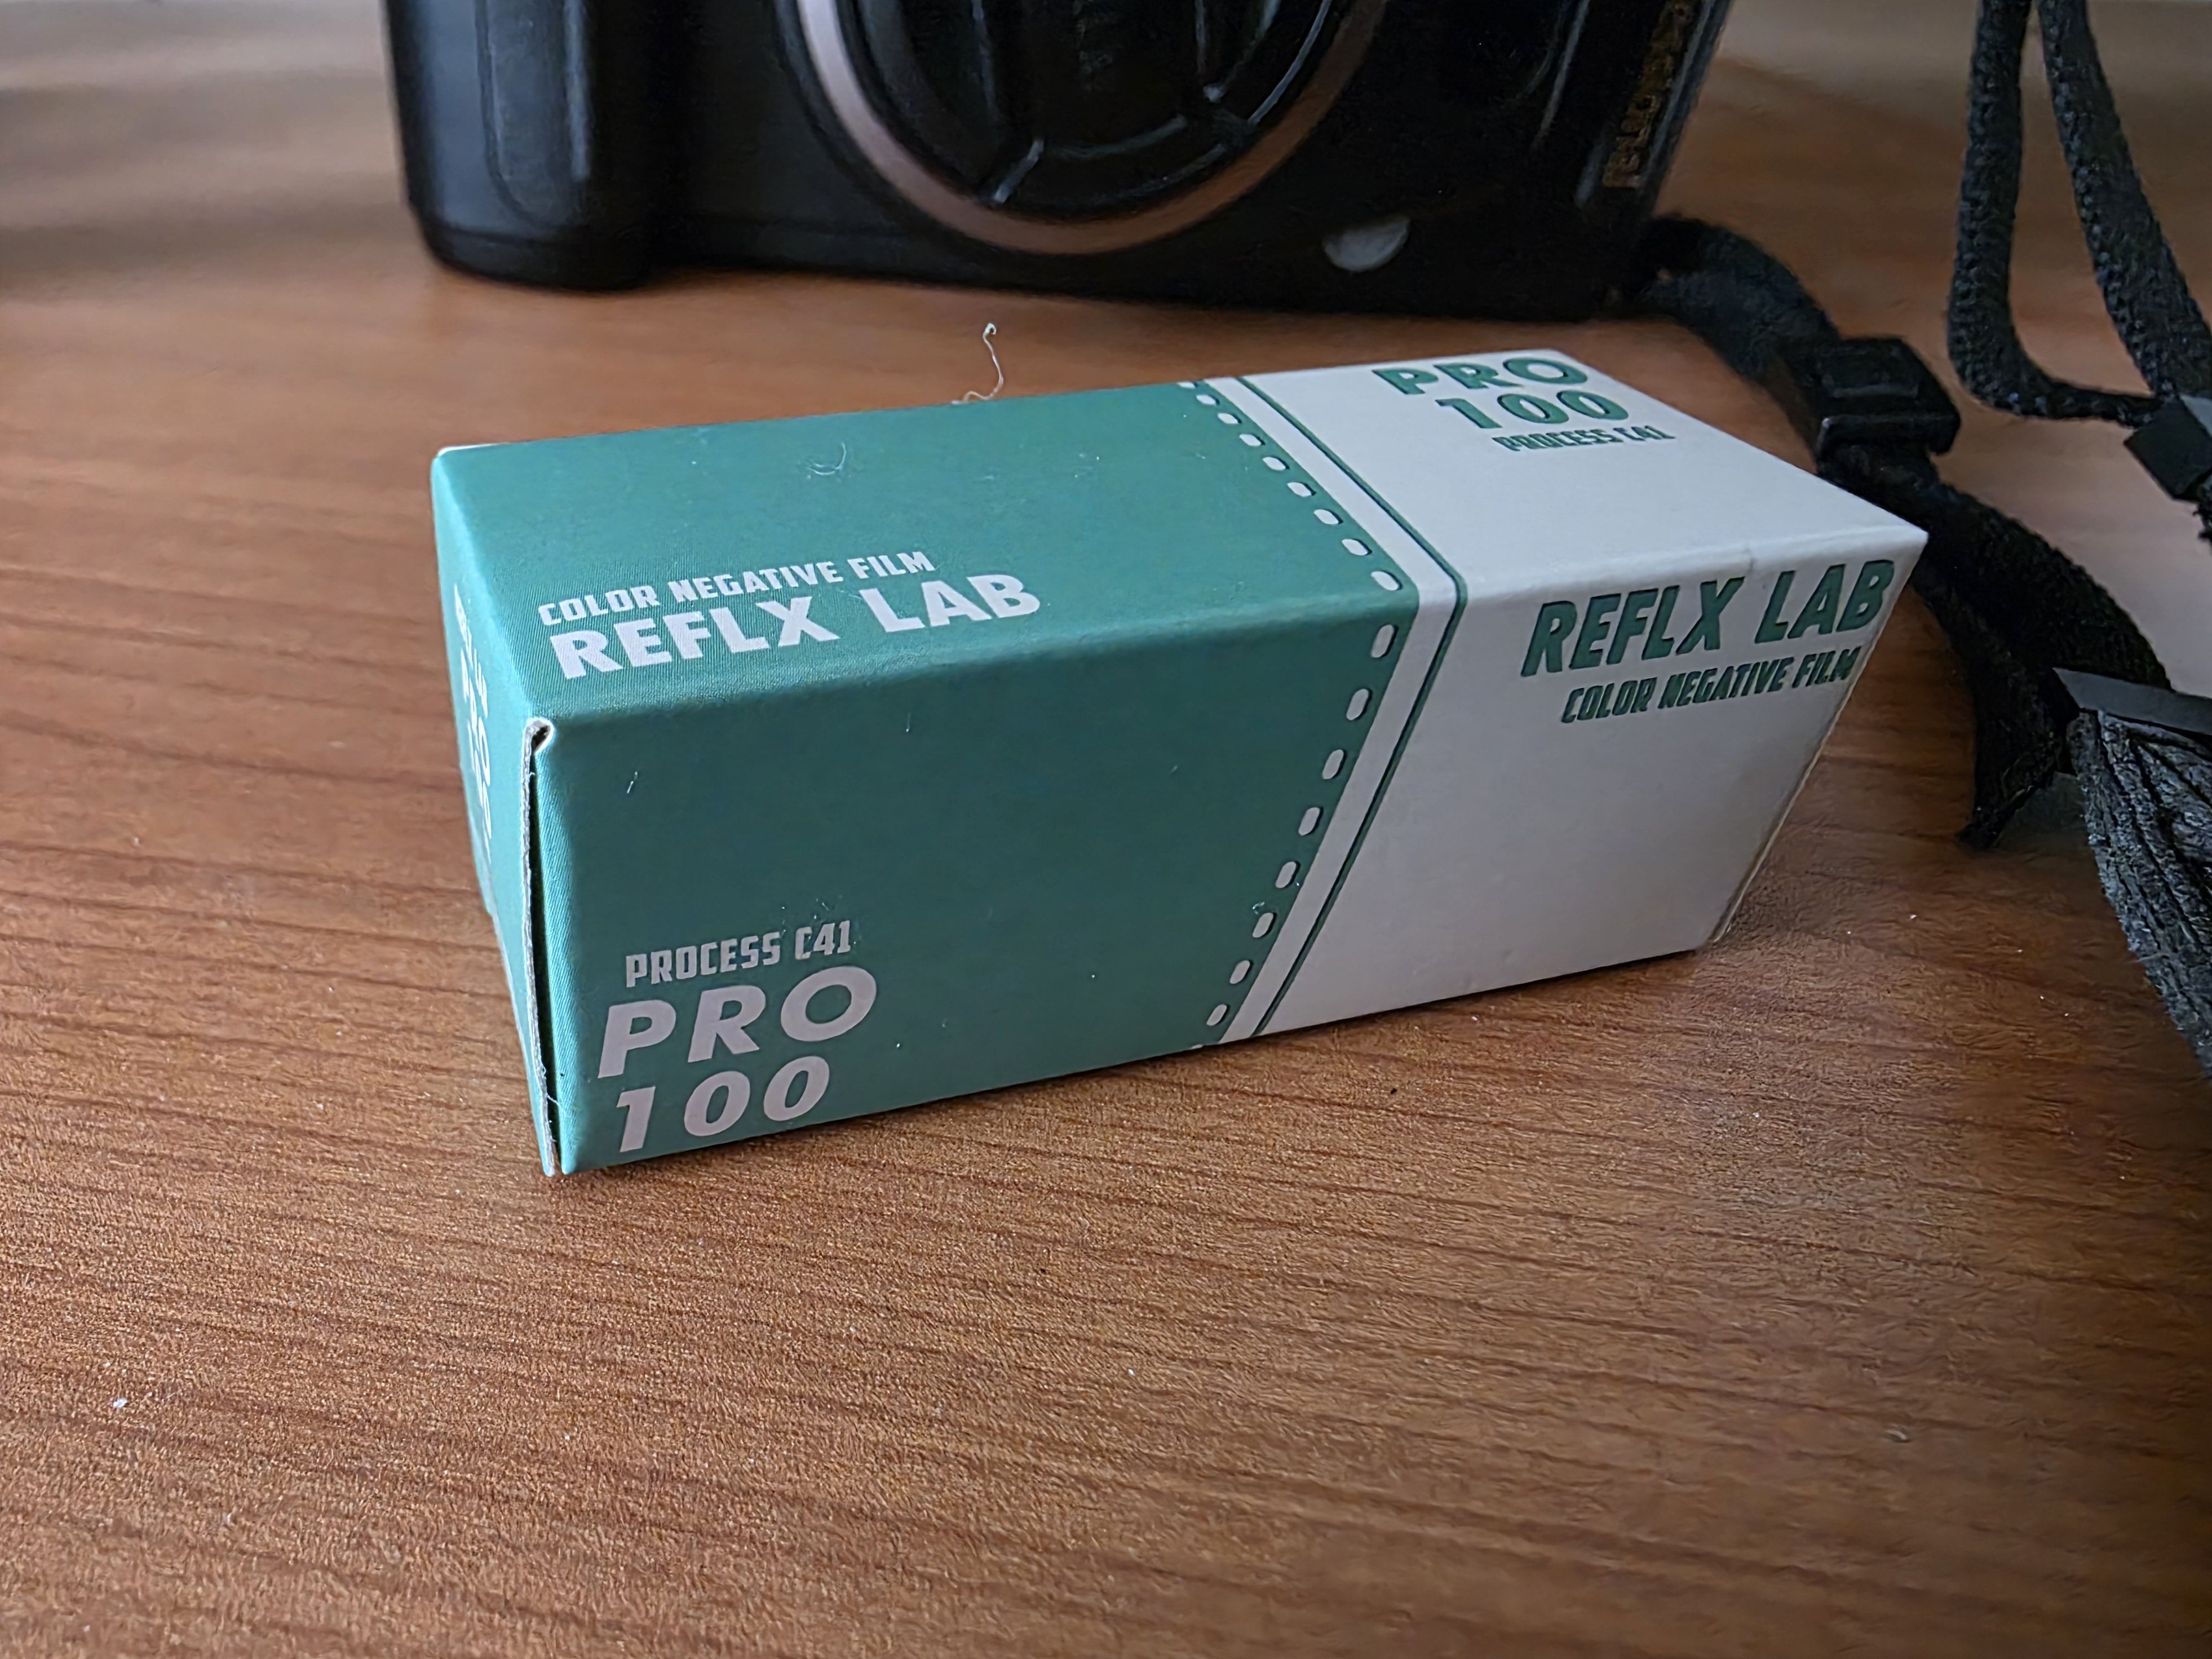 PRO
100
PROCESS C41
COLOR NEGATIVE FILM
REFLX LAB
REFLX LAB
COLOR NEGATIVE FILM
PROCESS C41
PRO
100